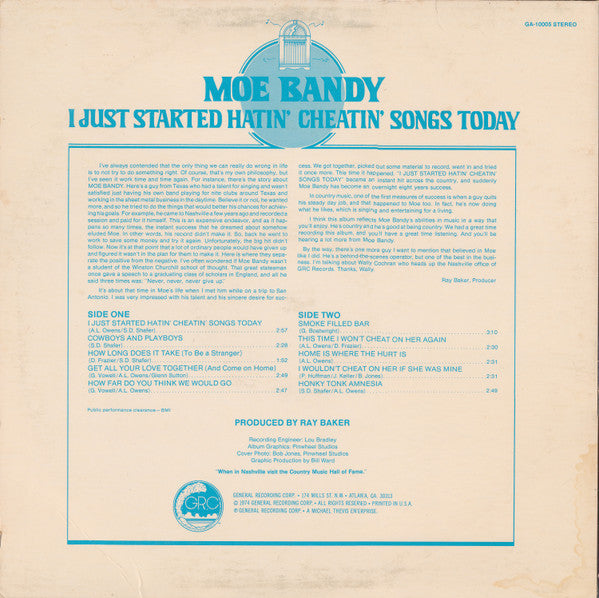 GA-10005 STEREO
MOE BANDY
I JUST STARTED HATIN' CHEATIN' SONGS TODAY
I've always contended that the only thing we can really do wrong in life
is to not try to do something right. Of course, that's my own philosophy, but
I've seen it work time and time again. For instance, there's the story about
MOE BANDY. Here's a guy from Texas who had a talent for singing and wasn't
satisfied just having his own band playing for nite clubs around Texas and
working in the sheet metal business in the daytime. Believe it or not, he wanted
more, and so he tried to do the things that would better his chances for achiev-
ing his goals. For example, he came to Nashville a few years ago and recorded a
session and paid for it himself. This is an expensive endeavor, and as it hap-
pens so many times, the instant success that he dreamed about somehow
eluded Moe. In other words, his record didn't make it. So, back he went to
work to save some money and try it again. Unfortunately, the big hit didn't
follow. Now it's at that point that a lot of ordinary people would have given up
and figured it wasn't in the plan for them to make it. Here is where they sepa-
rate the positive from the negative. I've often wondered if Moe Bandy wasn't
a student of the Winston Churchill school of thought. That great statesman
once gave a speech to a graduating class of scholars in England, and all he
said three times was; "Never, never, never give up."
It's about that time in Moe's life when I met him while on a trip to San
Antonio. I was very impressed with his talent and his sincere desire for suc-
cess. We got together, picked out some material to record, went in and tried
it once more. This time it happened. "I JUST STARTED HATIN' CHEATIN'
SONGS TODAY" became an instant hit across the country, and suddenly
Moe Bandy has become an overnight eight years success.
In country music, one of the first measures of success is when a guy quits
his steady day job, and that happened to Moe too. In fact, he's now doing
what he likes, which is singing and entertaining for a living.
I think this album reflects Moe Bandy's abilities in music in a way that
you'll enjoy. He's country and he's good at being country. We had a great time
recording this album, and you'll have a great time listening. And you'll be
hearing a lot more from Moe Bandy.
By the way, there's one more guy I want to mention that believed in Moe
like I did. He's a behind-the-scenes operator, but one of the best in the busi-
ness. I'm talking about Wally Cochran who heads up the Nashville office of
GRC Records. Thanks, Wally.
Ray Baker, Producer
SIDE ONE
I JUST STARTED HATIN' CHEATIN' SONGS TODAY
(A.L. Owens/S.D. Shafer) 2:57
COWBOYS AND PLAYBOYS
(S.D. Shafer) 2:28
HOW LONG DOES IT TAKE (To Be a Stranger)
(D. Frazier/S.D. Shafer) 1:52
GET ALL YOUR LOVE TOGETHER (And Come on Home)
(G. Vowell/A.L. Owens/Glenn Sutton) 2:49
HOW FAR DO YOU THINK WE WOULD GO
(G. Vowell/A.L. Owens) 2:47
SIDE TWO
SMOKE FILLED BAR
(G. Boatwright) 3:10
THIS TIME I WON'T CHEAT ON HER AGAIN
(A.L. Owens/D. Frazier) 2:30
HOME IS WHERE THE HURT IS
(A.L. Owens) 2:31
I WOULDN'T CHEAT ON HER IF SHE WAS MINE
(P. Huffman/J. Keller/B. Jones) 2:31
HONKY TONK AMNESIA
(S.D. Shafer/A.L. Owens) 2:49
Public performance clearance—BMI
PRODUCED BY RAY BAKER
Recording Engineer: Lou Bradley
Album Graphics: Pinwheel Studios
Cover Photo: Bob Jones, Pinwheel Studios
Graphic Production by Bill Ward
"When in Nashville visit the Country Music Hall of Fame."
GRC
GENERAL RECORDING CORP. • 174 MILLS ST. N.W. • ATLANTA, GA. 30313
℗ 1974 GENERAL RECORDING CORP. • ALL RIGHTS RESERVED • PRINTED IN U.S.A.
© GENERAL RECORDING CORP. • A MICHAEL THEVIS ENTERPRISE.